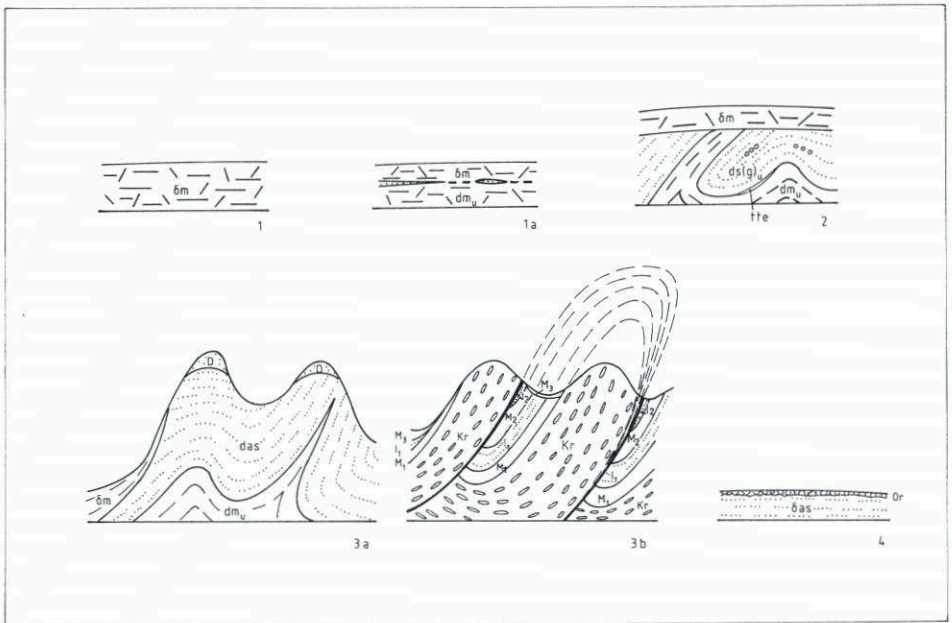 δm
1
δm
dmᵤ
1a
δm
ds(g)ᵤ
dmᵤ
tte
2
D
D
das
δm
dmᵤ
3a
M₃
I₁
M₁
Kr
M₃
M₂
Kr
M₂
M₁
Kr
3b
Or
δas
4